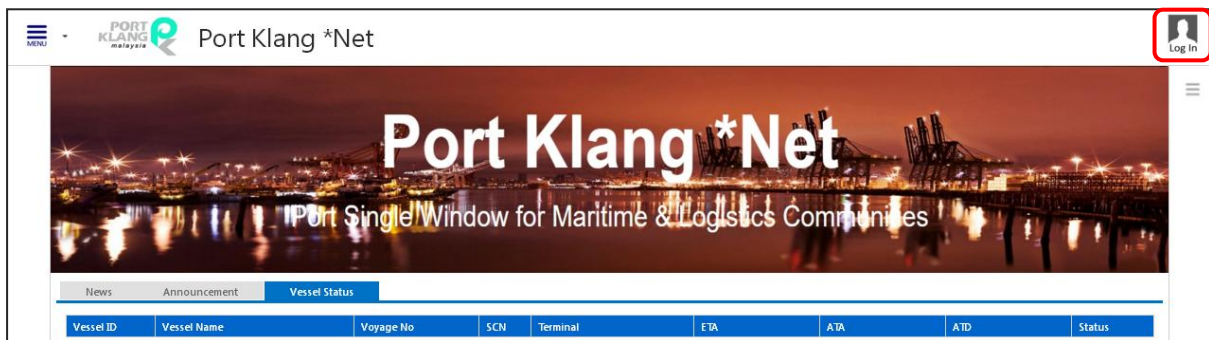 MENU
PORT
KLANG
malaysia
Port Klang *Net
Log In
Port Klang *Net
Port Single Window for Maritime & Logistics Communities
News Announcement Vessel Status
Vessel ID Vessel Name Voyage No SCN Terminal ETA ATA ATD Status